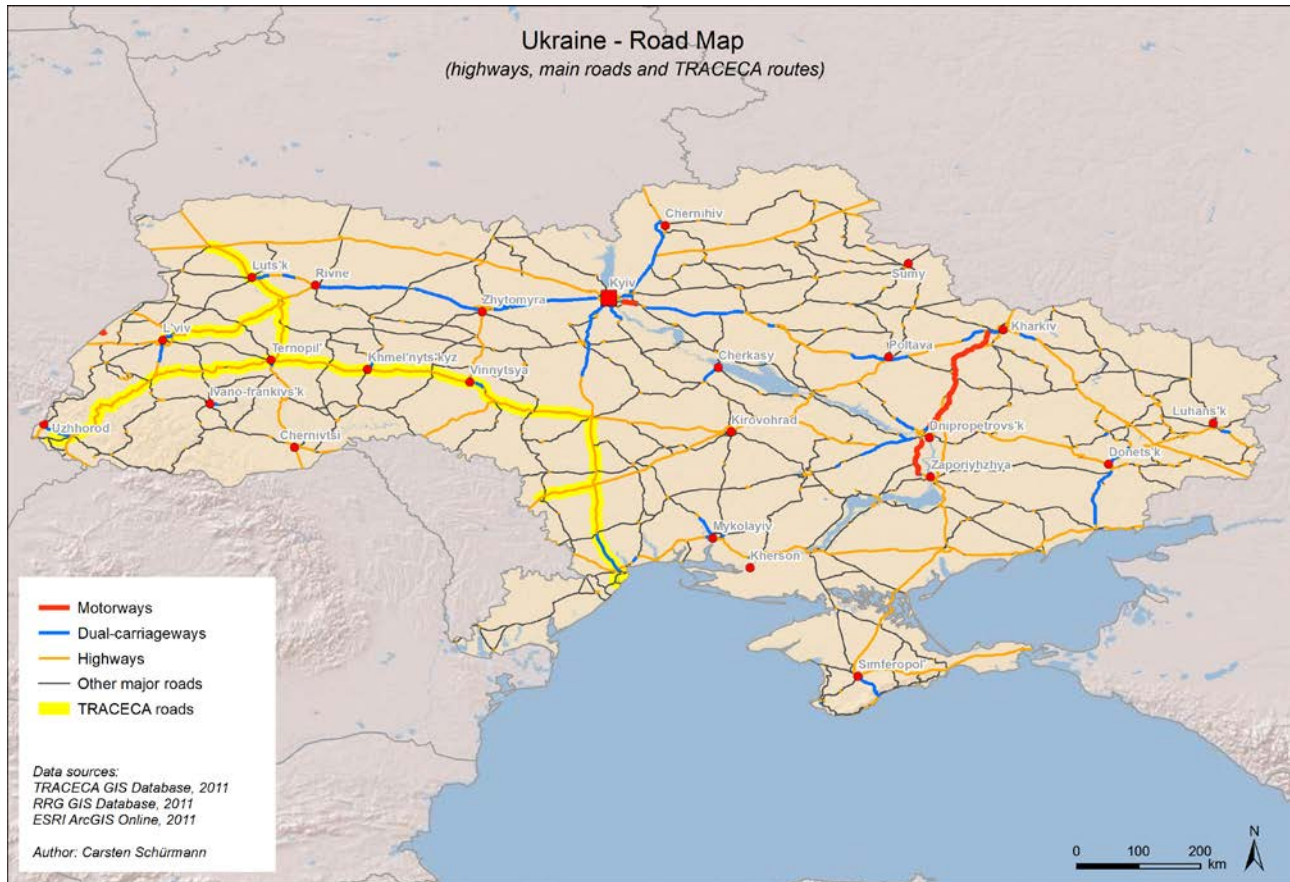 Ukraine - Road Map
(highways, main roads and TRACECA routes)
Chernihiv
Luts'k
Rivne
Kyiv
Sumy
Zhytomyra
L'viv
Kharkiv
Ternopil'
Khmel'nyts'kyz
Cherkasy
Poltava
Vinnytsya
Ivano-frankivs'k
Uzhhorod
Chernivtsi
Kirovohrad
Dnipropetrovs'k
Luhans'k
Donets'k
Zaporiyhzhya
Mykolayiv
Kherson
Simferopol'
Motorways
Dual-carriageways
Highways
Other major roads
TRACECA roads
Data sources:
TRACECA GIS Database, 2011
RRG GIS Database, 2011
ESRI ArcGIS Online, 2011
Author: Carsten Schürmann
N
0 100 200
km